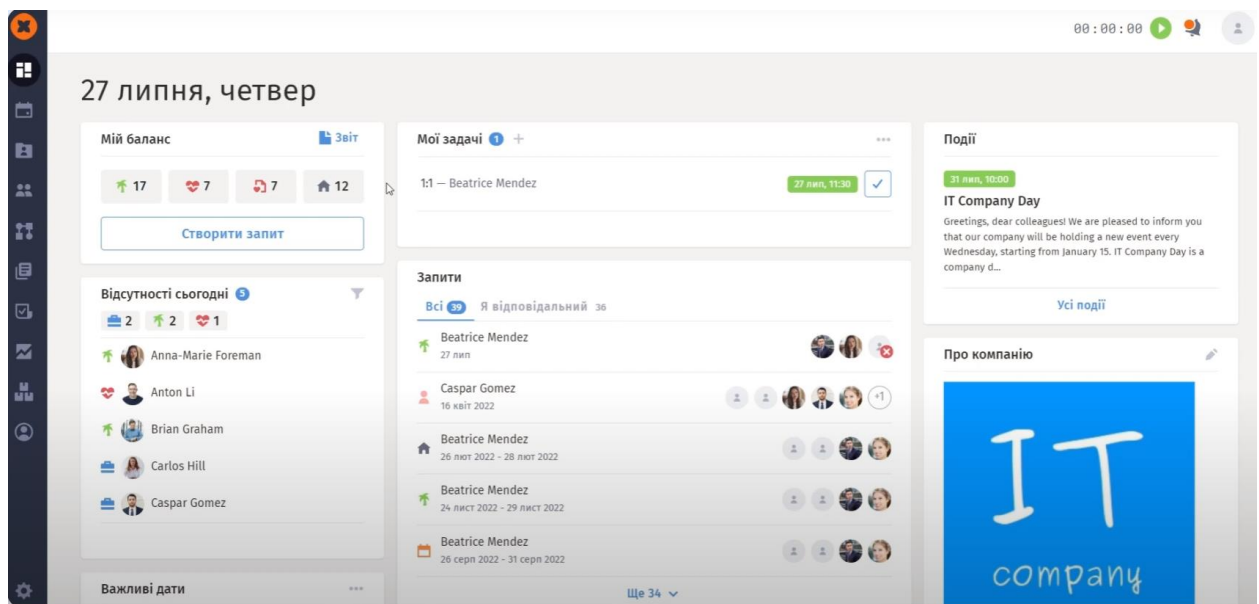 00:00:00
27 липня, четвер
Мій баланс
Звіт
17
7
7
12
Створити запит
Відсутності сьогодні 5
2
2
1
Anna-Marie Foreman
Anton Li
Brian Graham
Carlos Hill
Caspar Gomez
Важливі дати
Мої задачі 1
1:1 — Beatrice Mendez
27 лип, 11:30
Запити
Всі 39 Я відповідальний 36
Beatrice Mendez
27 лип
Caspar Gomez
16 квіт 2022
+1
Beatrice Mendez
26 лют 2022 - 28 лют 2022
Beatrice Mendez
24 лист 2022 - 29 лист 2022
Beatrice Mendez
26 серп 2022 - 31 серп 2022
Ще 34
Події
31 лип, 10:00
IT Company Day
Greetings, dear colleagues! We are pleased to inform you
that our company will be holding a new event every
Wednesday, starting from January 15. IT Company Day is a
company d...
Усі події
Про компанію
IT
company